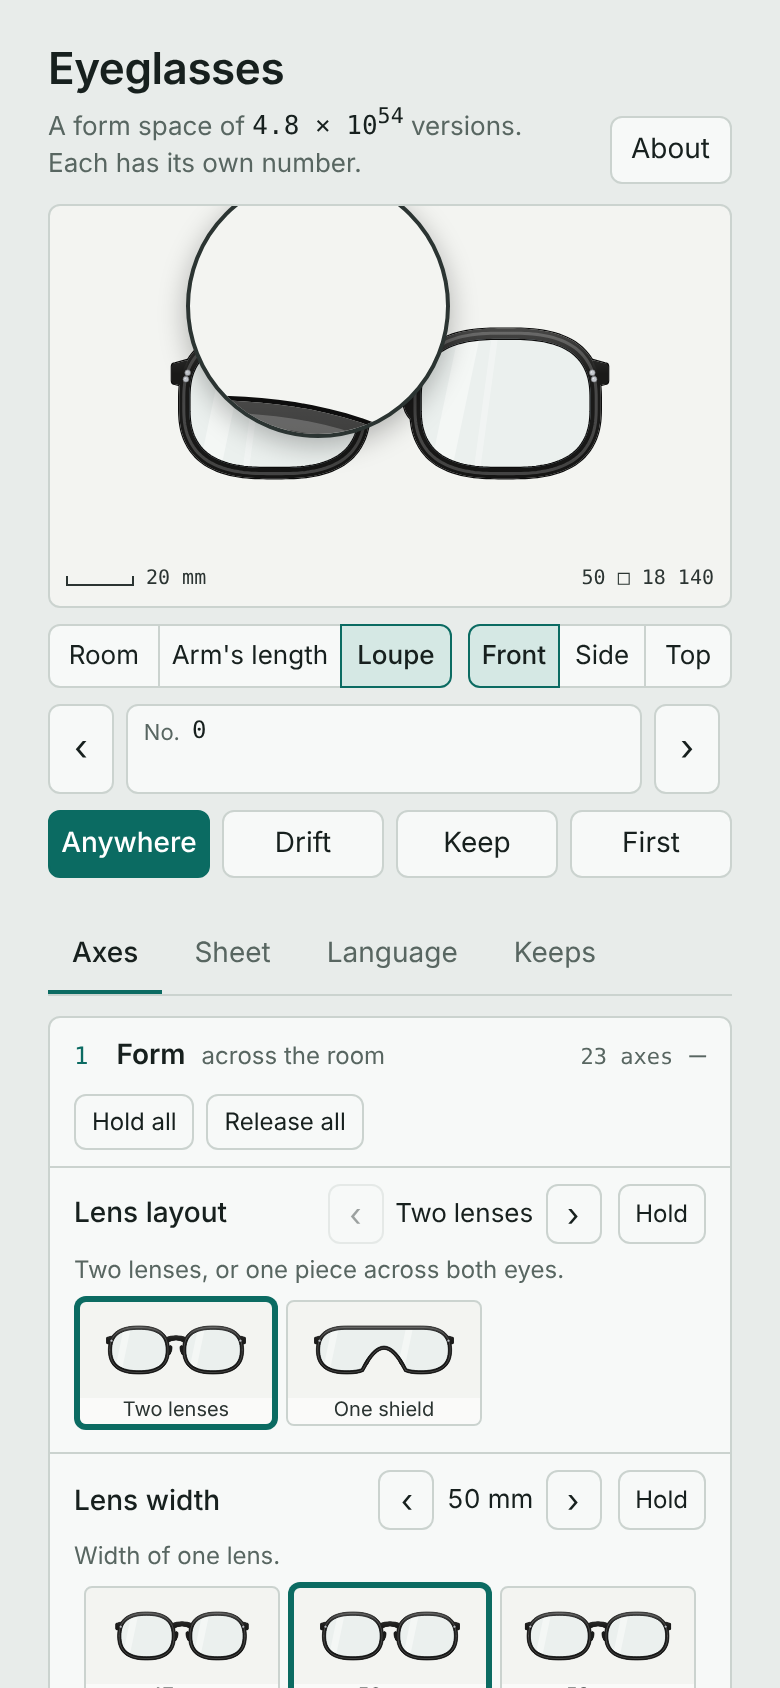 Eyeglasses
A form space of 4.8 × 10^54 versions.
Each has its own number.
About
20 mm
50 □ 18 140
Room Arm's length Loupe Front Side Top
‹ No. 0 ›
Anywhere Drift Keep First
Axes Sheet Language Keeps
1 Form across the room 23 axes –
Hold all Release all
Lens layout ‹ Two lenses › Hold
Two lenses, or one piece across both eyes.
Two lenses One shield
Lens width ‹ 50 mm › Hold
Width of one lens.